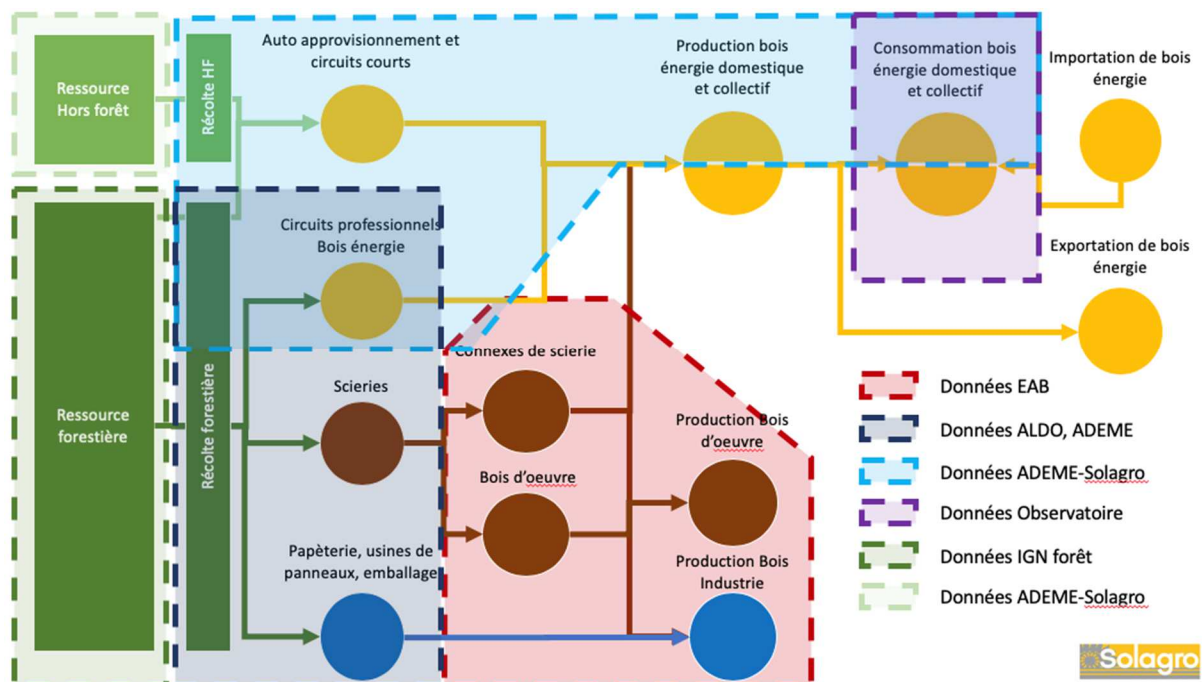 Ressource
Hors forêt
Récolte HF
Auto approvisionnement et
circuits courts
Production bois
énergie domestique
et collectif
Consommation bois
énergie domestique
et collectif
Importation de bois
énergie
Ressource
forestière
Récolte forestière
Circuits professionnels
Bois énergie
Exportation de bois
énergie
Connexes de scierie
Scieries
Production Bois
d'oeuvre
Bois d'oeuvre
Papèterie, usines de
panneaux, emballage
Production Bois
Industrie
Données EAB
Données ALDO, ADEME
Données ADEME-Solagro
Données Observatoire
Données IGN forêt
Données ADEME-Solagro
Solagro